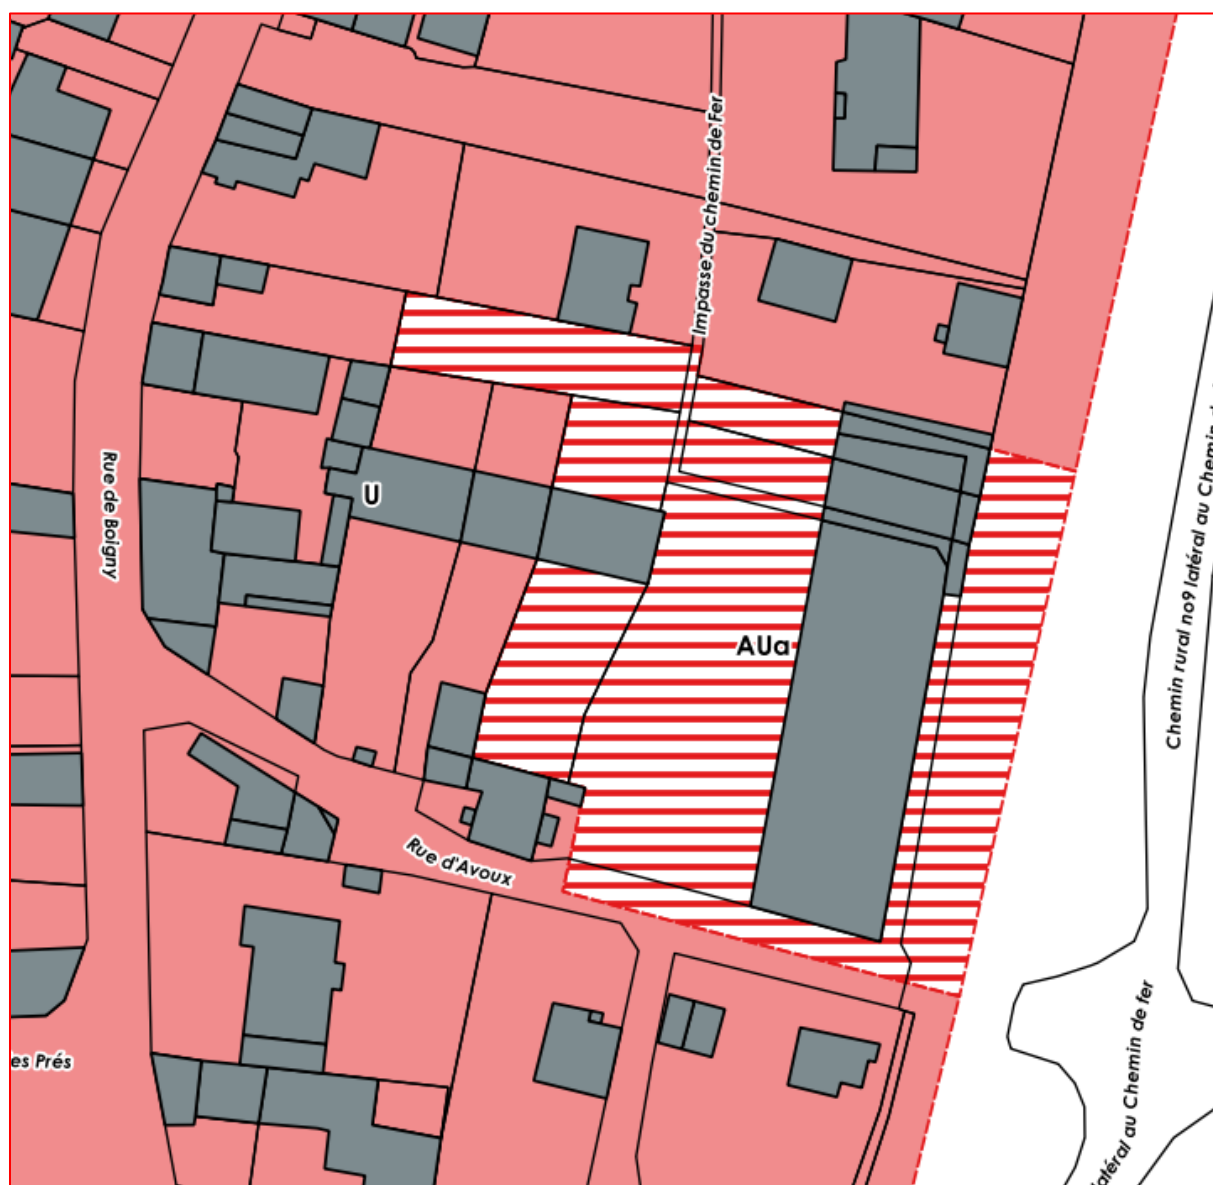 Impasse du chemin de Fer
Rue de Boigny
U
AUa
Chemin rural no9 latéral au Chemin d
Rue d'Avoux
es Prés
latéral au Chemin de fer